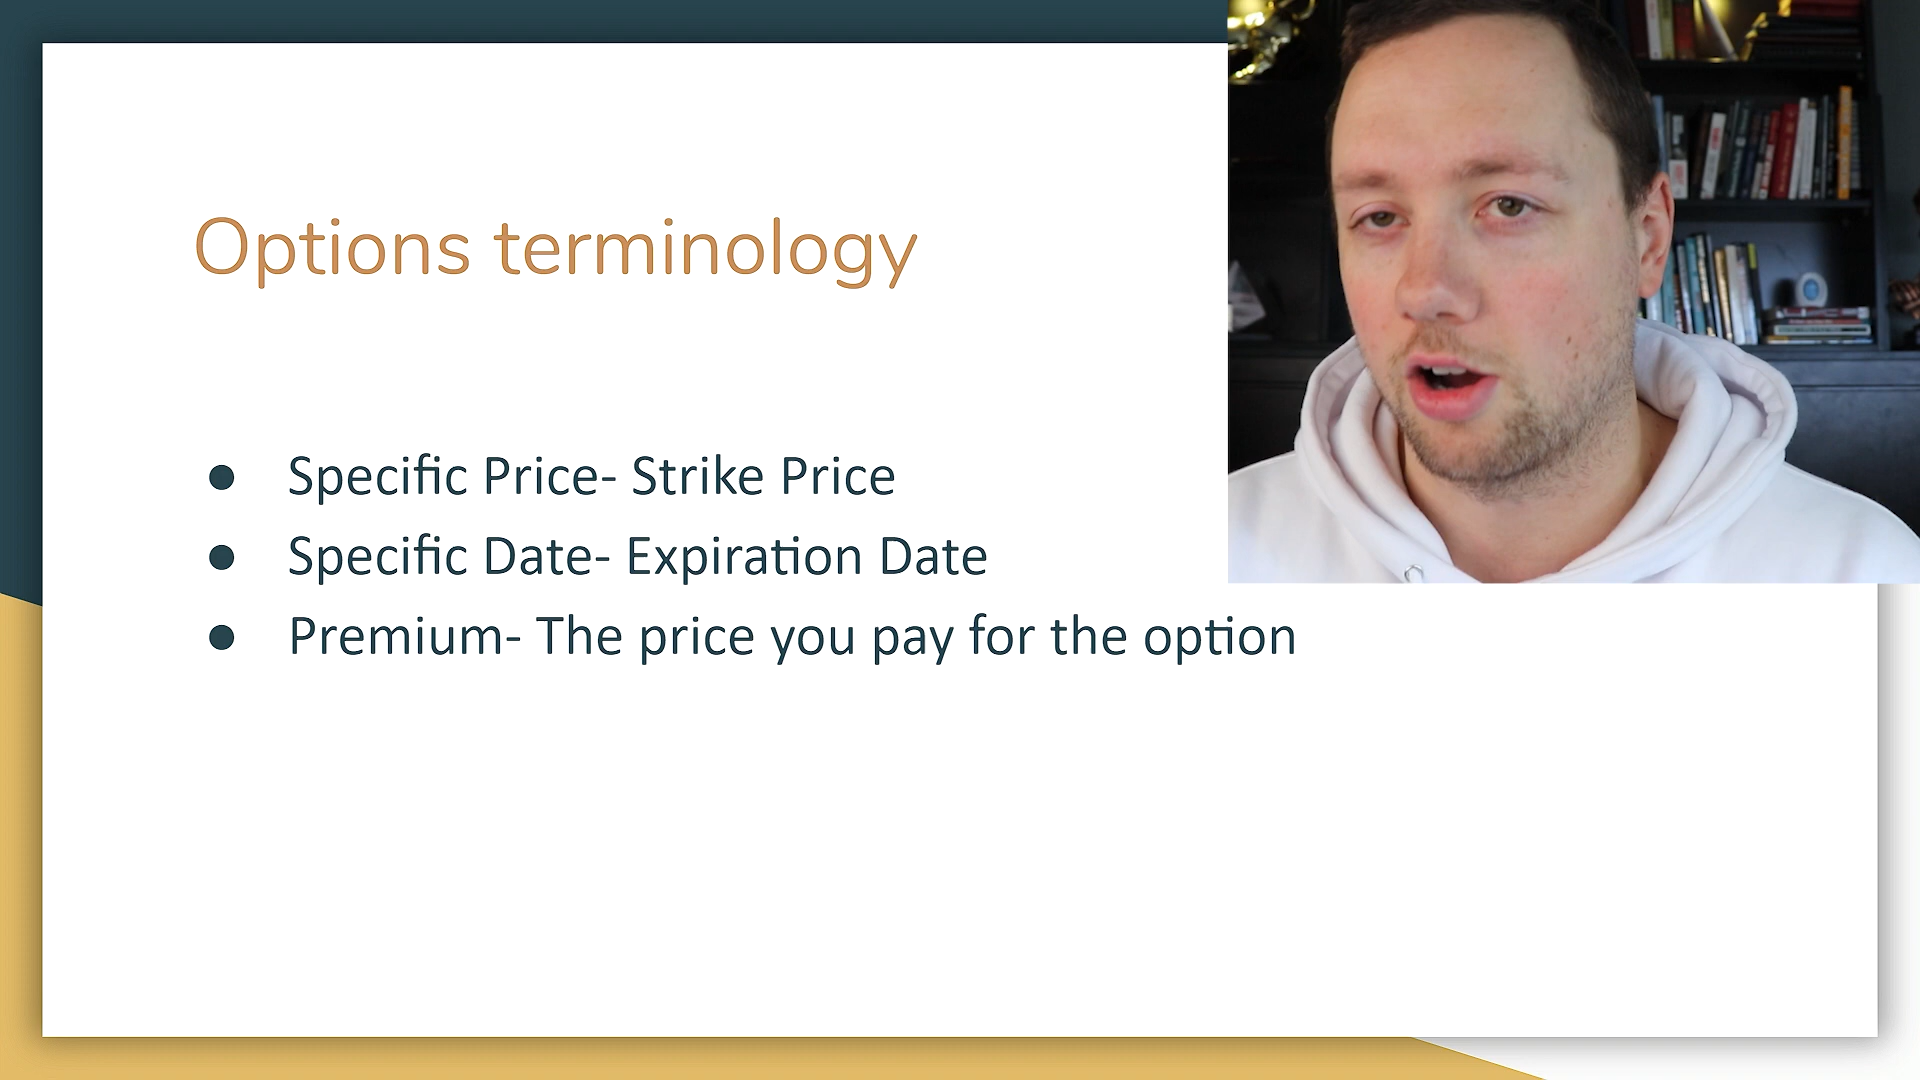 Options terminology
● Specific Price- Strike Price
● Specific Date- Expiration Date
● Premium- The price you pay for the option